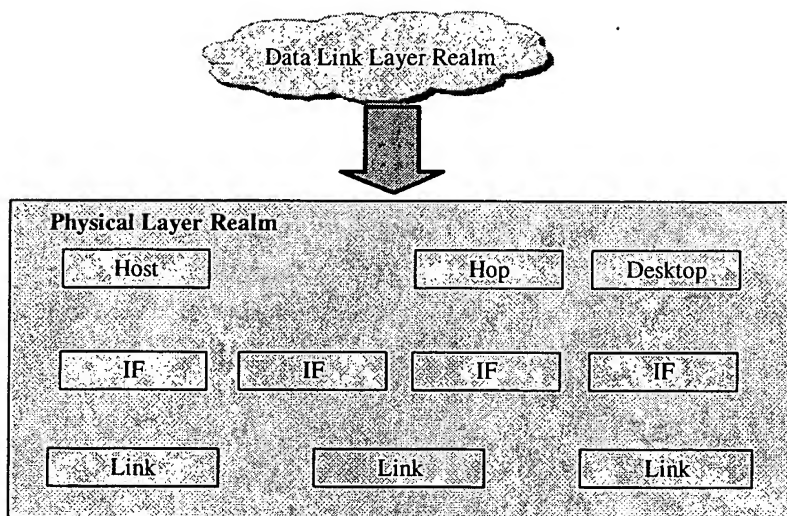 Data Link Layer Realm
Physical Layer Realm
Host Hop Desktop
IF IF IF IF
Link Link Link